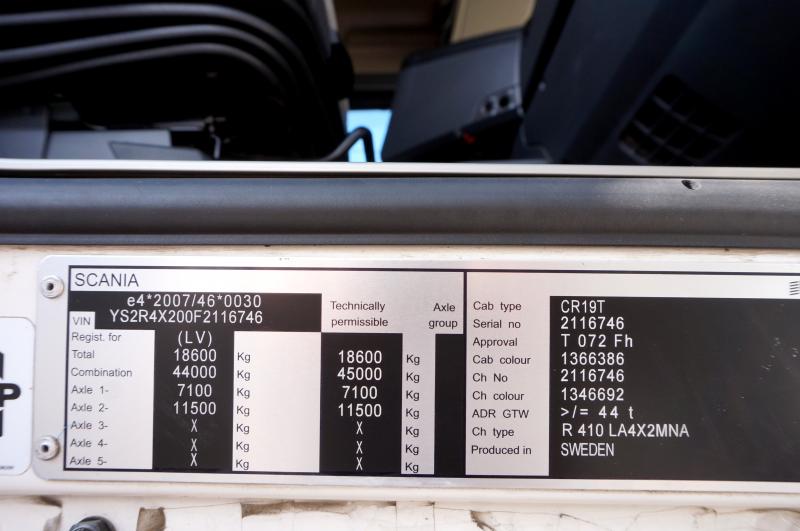 SCANIA
e4*2007/46*0030
VIN YS2R4X200F2116746
Technically permissible
Axle group
Regist. for (LV)
Total 18600 Kg 18600 Kg
Combination 44000 Kg 45000 Kg
Axle 1- 7100 Kg 7100 Kg
Axle 2- 11500 Kg 11500 Kg
Axle 3- X Kg X Kg
Axle 4- X Kg X Kg
Axle 5- X Kg X Kg
Cab type CR19T
Serial no 2116746
Approval T 072 Fh
Cab colour 1366386
Ch No 2116746
Ch colour 1346692
ADR GTW >/= 44 t
Ch type R 410 LA4X2MNA
Produced in SWEDEN
P